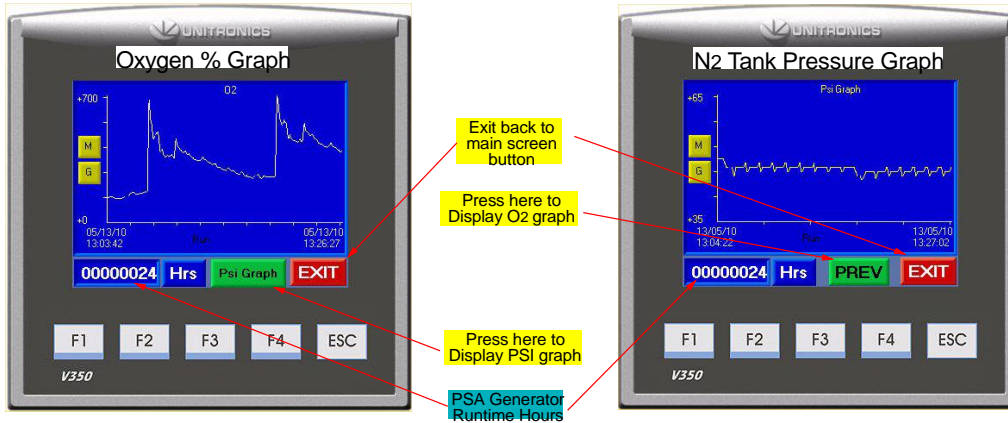 UNITRONICS
Oxygen % Graph
O2
+700
M
G
+0
05/13/10
13:03:42
Run
05/13/10
13:26:27
00000024 Hrs Psi Graph EXIT
F1 F2 F3 F4 ESC
V350
Exit back to
main screen
button
Press here to
Display O2 graph
Press here to
Display PSI graph
PSA Generator
Runtime Hours
UNITRONICS
N2 Tank Pressure Graph
Psi Graph
+65
M
G
+35
13/05/10
13:04:22
Run
13/05/10
13:27:02
00000024 Hrs PREV EXIT
F1 F2 F3 F4 ESC
V350